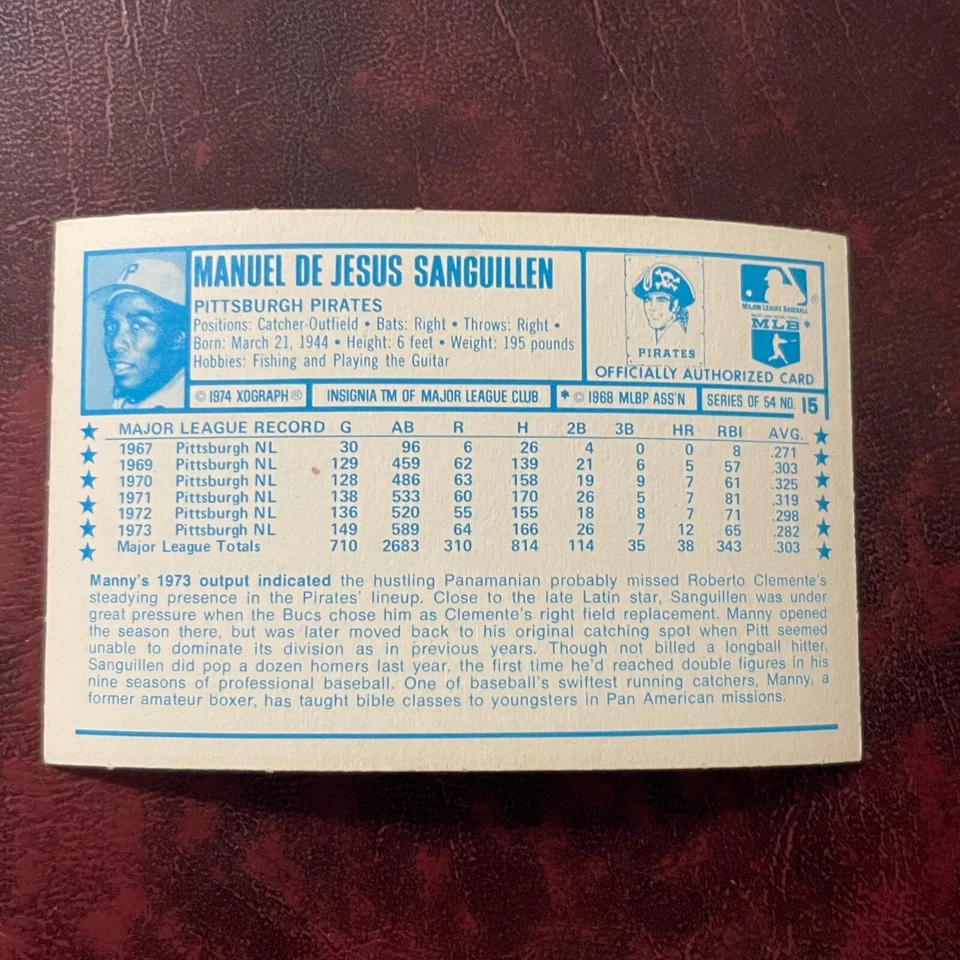 P
MANUEL DE JESUS SANGUILLEN
PITTSBURGH PIRATES
Positions: Catcher-Outfield • Bats: Right • Throws: Right •
Born: March 21, 1944 • Height: 6 feet • Weight: 195 pounds
Hobbies: Fishing and Playing the Guitar
PIRATES
MAJOR LEAGUE BASEBALL ®
MLB *
OFFICIALLY AUTHORIZED CARD
© 1974 XOGRAPH ® INSIGNIA TM OF MAJOR LEAGUE CLUB * © 1968 MLBP ASS'N SERIES OF 54 NO. 15
MAJOR LEAGUE RECORD G AB R H 2B 3B HR RBI AVG.
1967 Pittsburgh NL 30 96 6 26 4 0 0 8 .271
1969 Pittsburgh NL 129 459 62 139 21 6 5 57 .303
1970 Pittsburgh NL 128 486 63 158 19 9 7 61 .325
1971 Pittsburgh NL 138 533 60 170 26 5 7 81 .319
1972 Pittsburgh NL 136 520 55 155 18 8 7 71 .298
1973 Pittsburgh NL 149 589 64 166 26 7 12 65 .282
Major League Totals 710 2683 310 814 114 35 38 343 .303
Manny's 1973 output indicated the hustling Panamanian probably missed Roberto Clemente's
steadying presence in the Pirates' lineup. Close to the late Latin star, Sanguillen was under
great pressure when the Bucs chose him as Clemente's right field replacement. Manny opened
the season there, but was later moved back to his original catching spot when Pitt seemed
unable to dominate its division as in previous years. Though not billed a longball hitter,
Sanguillen did pop a dozen homers last year, the first time he'd reached double figures in his
nine seasons of professional baseball. One of baseball's swiftest running catchers, Manny, a
former amateur boxer, has taught bible classes to youngsters in Pan American missions.